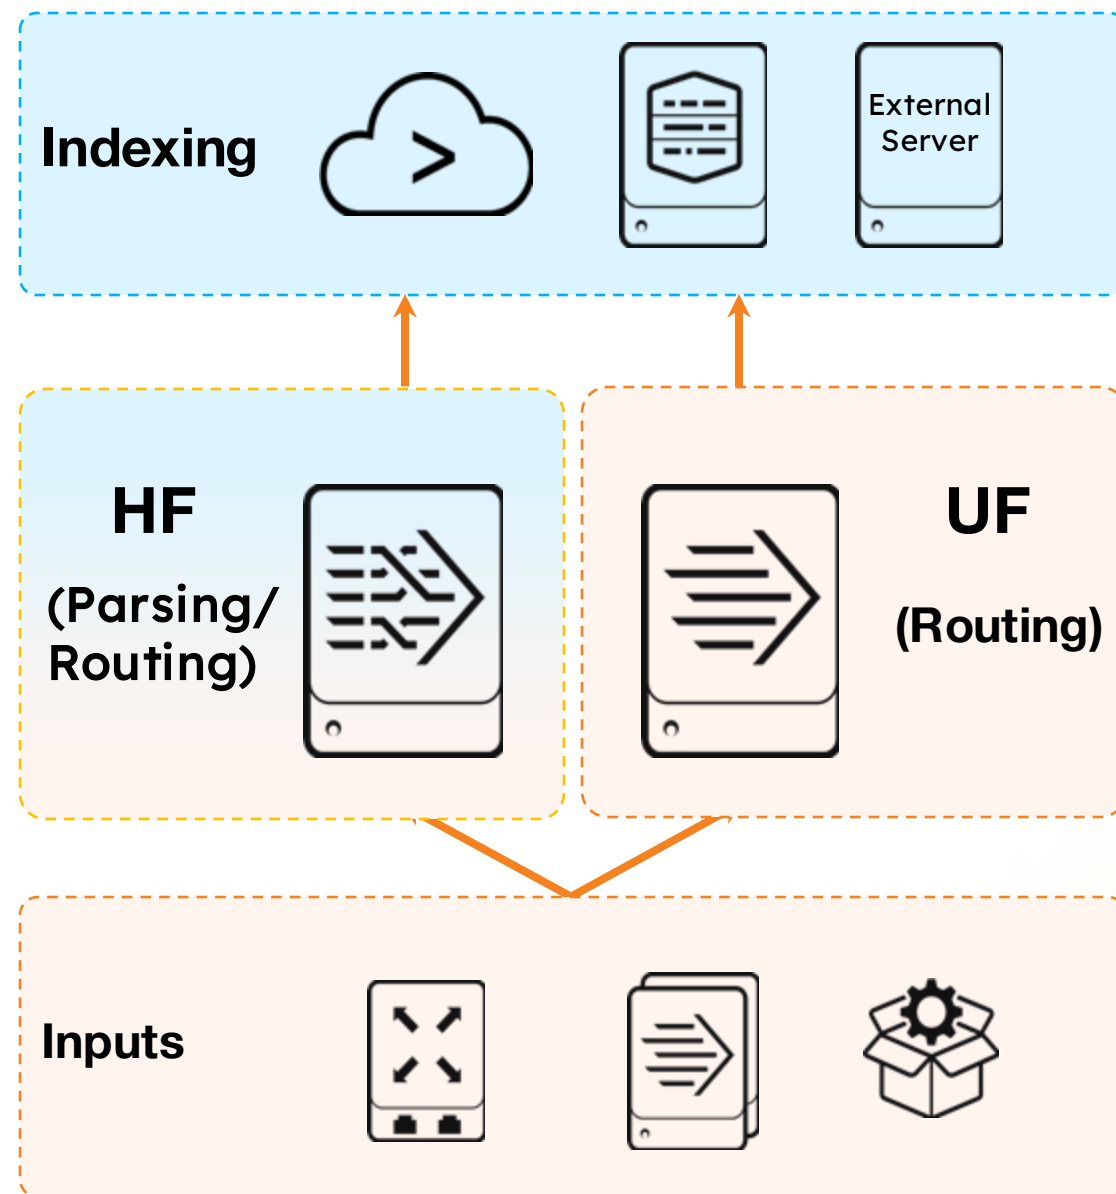 Indexing
External
Server
HF
(Parsing/
Routing)
UF
(Routing)
Inputs